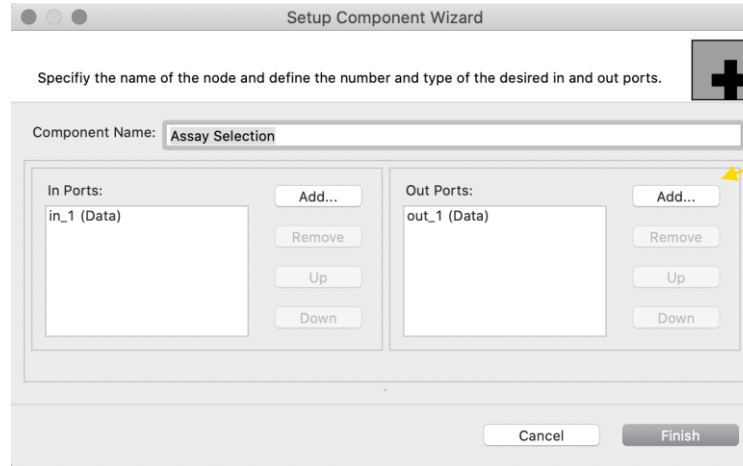 Setup Component Wizard
Specifiy the name of the node and define the number and type of the desired in and out ports.
Component Name: Assay Selection
In Ports:
in_1 (Data)
Add...
Remove
Up
Down
Out Ports:
out_1 (Data)
Add...
Remove
Up
Down
Cancel
Finish